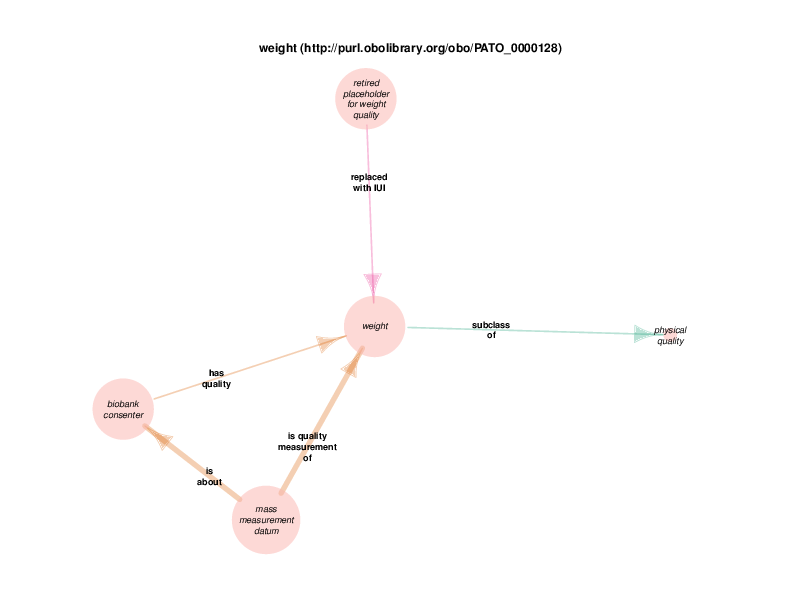 weight (http://purl.obolibrary.org/obo/PATO_0000128)
retired
placeholder
for weight
quality
replaced
with IUI
weight
subclass
of
physical
quality
has
quality
biobank
consenter
is quality
measurement
of
is
about
mass
measurement
datum